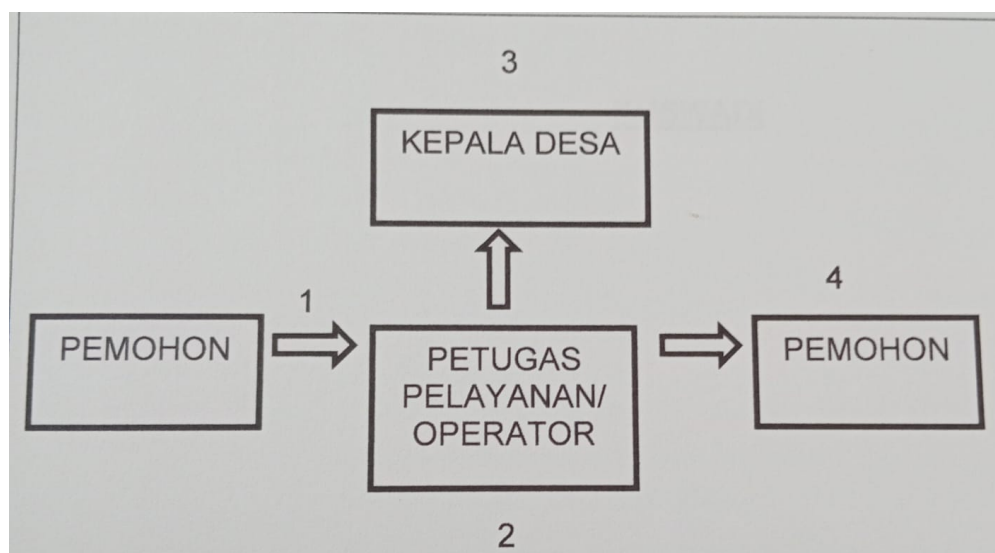 3
KEPALA DESA
1
4
PEMOHON
PETUGAS
PELAYANAN/
OPERATOR
PEMOHON
2